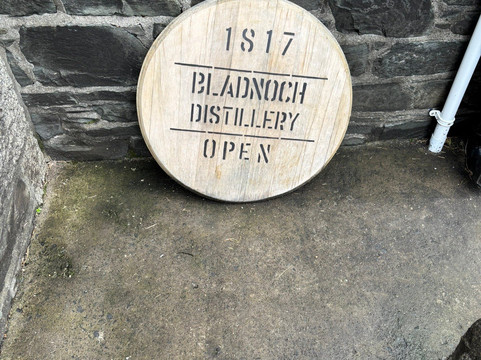 1817
BLADNOCH
DISTILLERY
OPEN